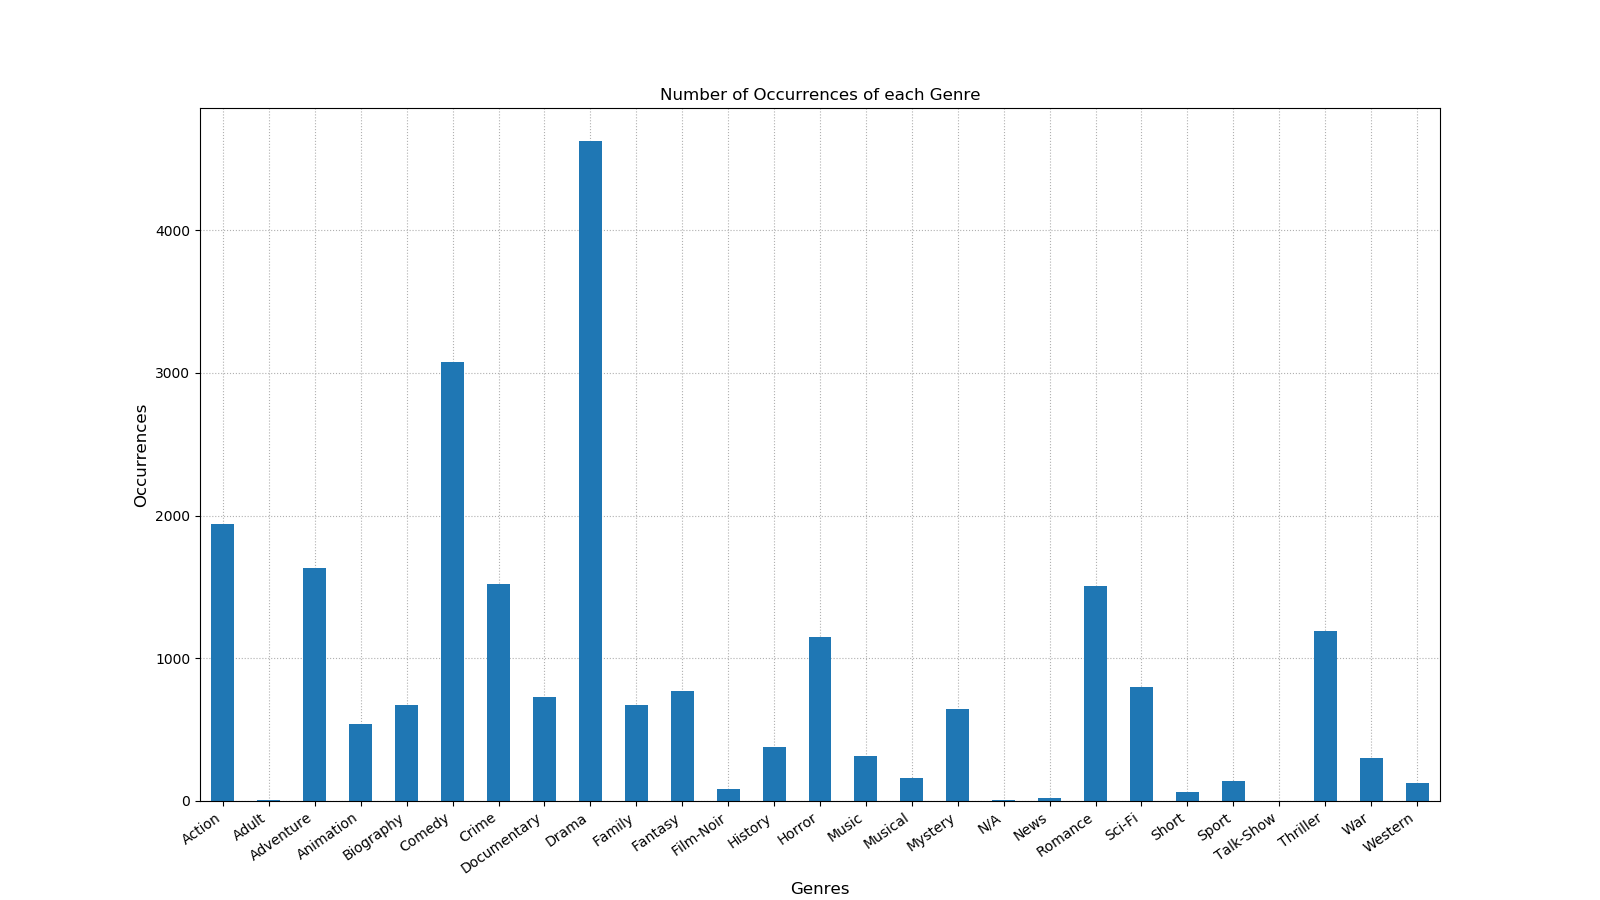 Number of Occurrences of each Genre
Occurrences
4000
3000
2000
1000
0
Action
Adult
Adventure
Animation
Biography
Comedy
Crime
Documentary
Drama
Family
Fantasy
Film-Noir
History
Horror
Music
Musical
Mystery
N/A
News
Romance
Sci-Fi
Short
Sport
Talk-Show
Thriller
War
Western
Genres